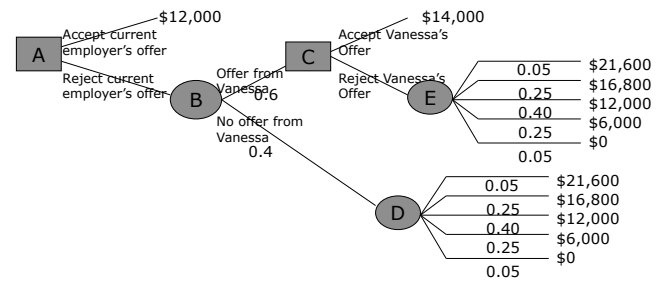 $12,000
Accept current
employer's offer
A
Reject current
employer's offer
B
Offer from
Vanessa
0.6
No offer from
Vanessa
0.4
$14,000
C
Accept Vanessa's
Offer
Reject Vanessa's
Offer
E
0.05
$21,600
0.25
$16,800
0.40
$12,000
0.25
$6,000
0.05
$0
D
0.05
$21,600
0.25
$16,800
0.40
$12,000
0.25
$6,000
0.05
$0